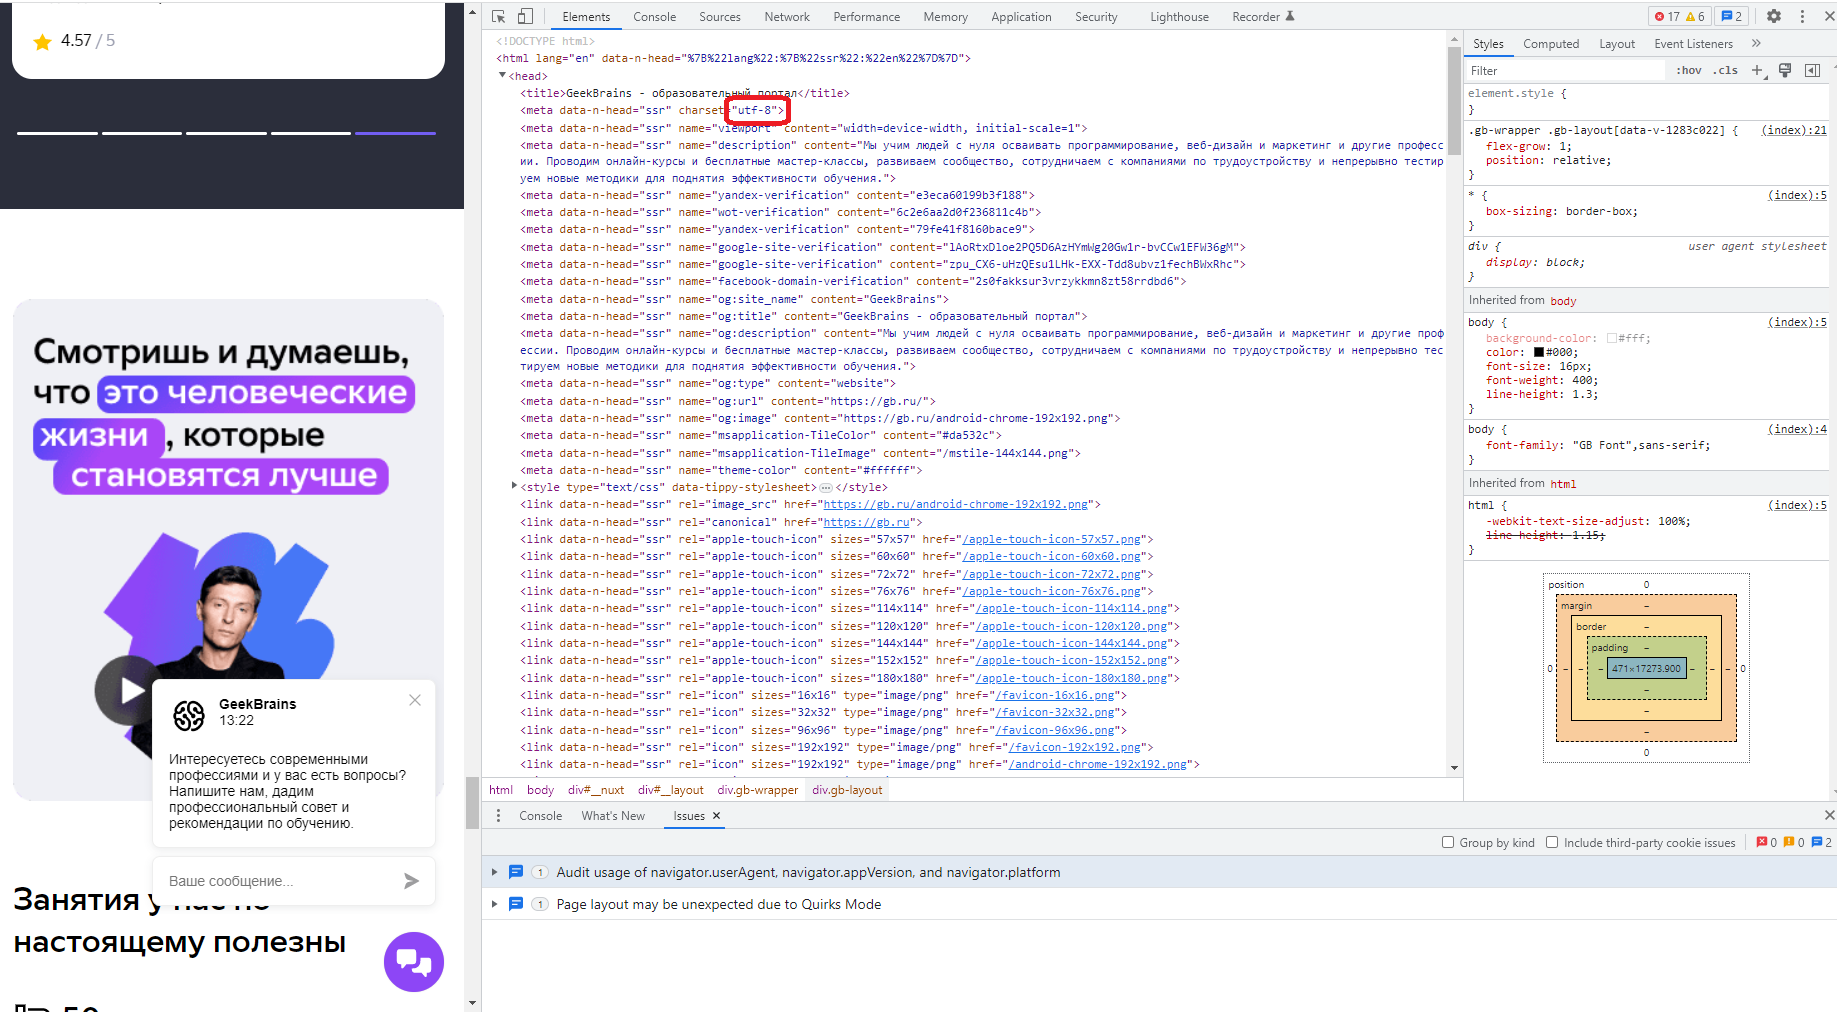 4.57 / 5
Смотришь и думаешь,
что это человеческие
жизни , которые
становятся лучше
GeekBrains
13:22
Интересуетесь современными
профессиями и у вас есть вопросы?
Напишите нам, дадим
профессиональный совет и
рекомендации по обучению.
Ваше сообщение...
Занятия у нас по
настоящему полезны
Elements Console Sources Network Performance Memory Application Security Lighthouse Recorder
17 6 2
<!DOCTYPE html>
<html lang="en" data-n-head="%7B%22lang%22:%7B%22ssr%22:%22en%22%7D%7D">
<head>
<title>GeekBrains - образовательный портал</title>
<meta data-n-head="ssr" charset="utf-8">
<meta data-n-head="ssr" name="viewport" content="width=device-width, initial-scale=1">
<meta data-n-head="ssr" name="description" content="Мы учим людей с нуля осваивать программирование, веб-дизайн и маркетинг и другие професс
ии. Проводим онлайн-курсы и бесплатные мастер-классы, развиваем сообщество, сотрудничаем с компаниями по трудоустройству и непрерывно тестир
уем новые методики для поднятия эффективности обучения.">
<meta data-n-head="ssr" name="yandex-verification" content="e3eca60199b3f188">
<meta data-n-head="ssr" name="wot-verification" content="6c2e6aa2d0f236811c4b">
<meta data-n-head="ssr" name="yandex-verification" content="79fe41f8160bace9">
<meta data-n-head="ssr" name="google-site-verification" content="lAoRtxDloe2PQ5D6AzHYmWg20Gw1r-bvCCw1EFW36gM">
<meta data-n-head="ssr" name="google-site-verification" content="zpu_CX6-uHzQEsu1LHk-EXX-Tdd8ubvz1fechBWxRhc">
<meta data-n-head="ssr" name="facebook-domain-verification" content="2s0fakksur3vrzykkmn8zt58rrdbd6">
<meta data-n-head="ssr" name="og:site_name" content="GeekBrains">
<meta data-n-head="ssr" name="og:title" content="GeekBrains - образовательный портал">
<meta data-n-head="ssr" name="og:description" content="Мы учим людей с нуля осваивать программирование, веб-дизайн и маркетинг и другие проф
ессии. Проводим онлайн-курсы и бесплатные мастер-классы, развиваем сообщество, сотрудничаем с компаниями по трудоустройству и непрерывно тес
тируем новые методики для поднятия эффективности обучения.">
<meta data-n-head="ssr" name="og:type" content="website">
<meta data-n-head="ssr" name="og:url" content="https://gb.ru/">
<meta data-n-head="ssr" name="og:image" content="https://gb.ru/android-chrome-192x192.png">
<meta data-n-head="ssr" name="msapplication-TileColor" content="#da532c">
<meta data-n-head="ssr" name="msapplication-TileImage" content="/mstile-144x144.png">
<meta data-n-head="ssr" name="theme-color" content="#ffffff">
<style type="text/css" data-tippy-stylesheet>…</style>
<link data-n-head="ssr" rel="image_src" href="https://gb.ru/android-chrome-192x192.png">
<link data-n-head="ssr" rel="canonical" href="https://gb.ru">
<link data-n-head="ssr" rel="apple-touch-icon" sizes="57x57" href="/apple-touch-icon-57x57.png">
<link data-n-head="ssr" rel="apple-touch-icon" sizes="60x60" href="/apple-touch-icon-60x60.png">
<link data-n-head="ssr" rel="apple-touch-icon" sizes="72x72" href="/apple-touch-icon-72x72.png">
<link data-n-head="ssr" rel="apple-touch-icon" sizes="76x76" href="/apple-touch-icon-76x76.png">
<link data-n-head="ssr" rel="apple-touch-icon" sizes="114x114" href="/apple-touch-icon-114x114.png">
<link data-n-head="ssr" rel="apple-touch-icon" sizes="120x120" href="/apple-touch-icon-120x120.png">
<link data-n-head="ssr" rel="apple-touch-icon" sizes="144x144" href="/apple-touch-icon-144x144.png">
<link data-n-head="ssr" rel="apple-touch-icon" sizes="152x152" href="/apple-touch-icon-152x152.png">
<link data-n-head="ssr" rel="apple-touch-icon" sizes="180x180" href="/apple-touch-icon-180x180.png">
<link data-n-head="ssr" rel="icon" sizes="16x16" type="image/png" href="/favicon-16x16.png">
<link data-n-head="ssr" rel="icon" sizes="32x32" type="image/png" href="/favicon-32x32.png">
<link data-n-head="ssr" rel="icon" sizes="96x96" type="image/png" href="/favicon-96x96.png">
<link data-n-head="ssr" rel="icon" sizes="192x192" type="image/png" href="/favicon-192x192.png">
<link data-n-head="ssr" rel="icon" sizes="192x192" type="image/png" href="/android-chrome-192x192.png">
html body div#__nuxt div#__layout div.gb-wrapper div.gb-layout
Styles Computed Layout Event Listeners
Filter :hov .cls
element.style {
}
.gb-wrapper .gb-layout[data-v-1283c022] { (index):21
flex-grow: 1;
position: relative;
}
* { (index):5
box-sizing: border-box;
}
div { user agent stylesheet
display: block;
}
Inherited from body
body { (index):5
background-color: #fff;
color: #000;
font-size: 16px;
font-weight: 400;
line-height: 1.3;
}
body { (index):4
font-family: "GB Font",sans-serif;
}
Inherited from html
html { (index):5
-webkit-text-size-adjust: 100%;
line-height: 1.15;
}
position 0
margin -
border -
padding -
0 - - - 471×17273.900 - - - 0
-
-
-
0
Console What's New Issues
Group by kind Include third-party cookie issues 0 0 2
1 Audit usage of navigator.userAgent, navigator.appVersion, and navigator.platform
1 Page layout may be unexpected due to Quirks Mode